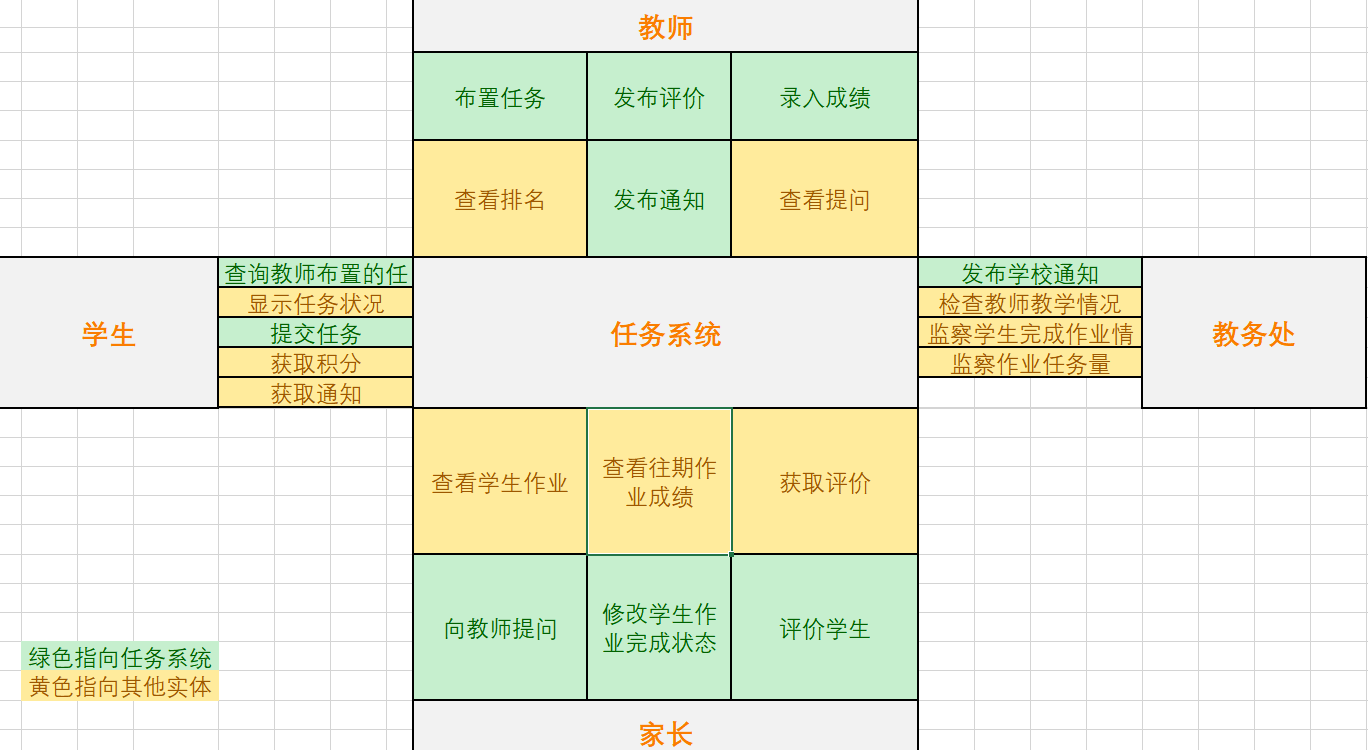 教师
布置任务
发布评价
录入成绩
查看排名
发布通知
查看提问
学生
查询教师布置的任
显示任务状况
提交任务
获取积分
获取通知
任务系统
发布学校通知
检查教师教学情况
监察学生完成作业情
监察作业任务量
教务处
查看学生作业
查看往期作
业成绩
获取评价
向教师提问
修改学生作
业完成状态
评价学生
绿色指向任务系统
黄色指向其他实体
家长